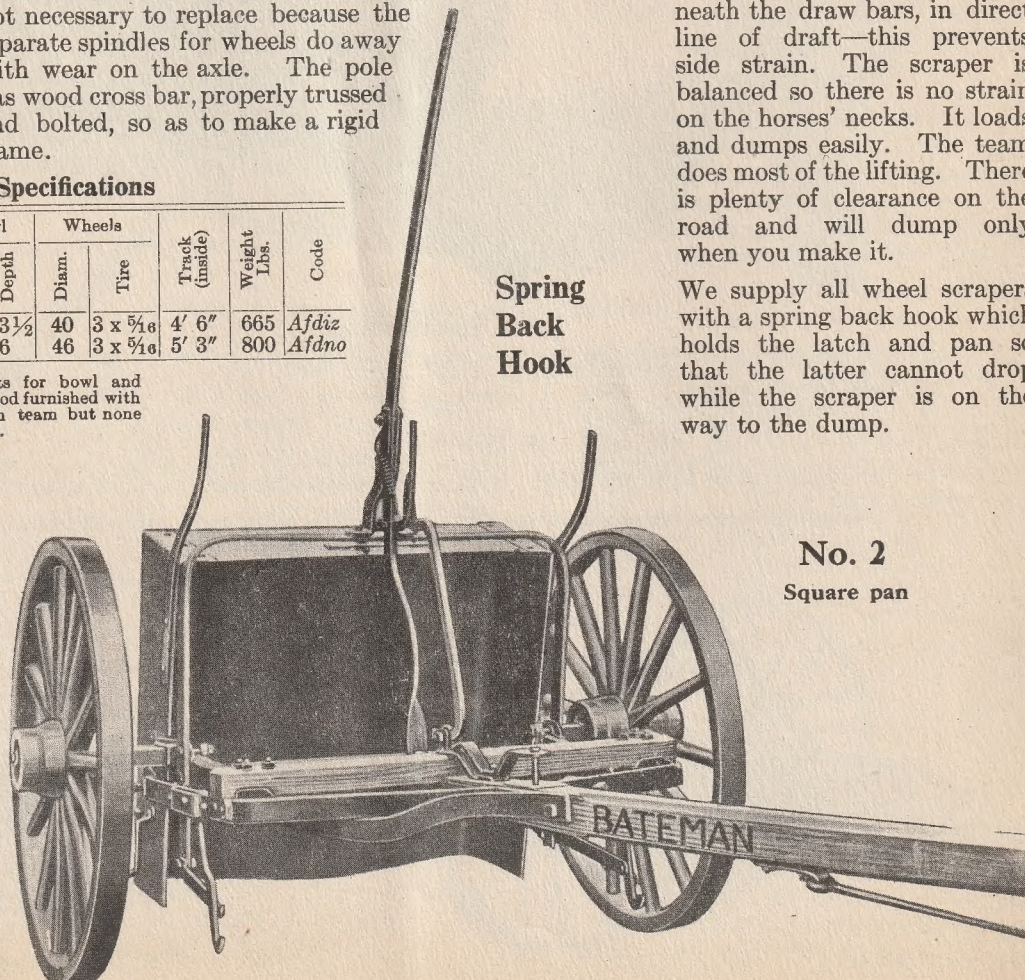 ot necessary to replace because the
parate spindles for wheels do away
ith wear on the axle. The pole
as wood cross bar, properly trussed
nd bolted, so as to make a rigid
ame.
Specifications
l Wheels
Depth Diam. Tire Track (inside) Weight Lbs. Code
3½ 40 3 x 5/16 4′ 6″ 665 Afdiz
6 46 3 x 5/16 5′ 3″ 800 Afdno
ts for bowl and
od furnished with
n team but none
.
Spring
Back
Hook
neath the draw bars, in direct
line of draft—this prevents
side strain. The scraper is
balanced so there is no strain
on the horses' necks. It loads
and dumps easily. The team
does most of the lifting. There
is plenty of clearance on the
road and will dump only
when you make it.
We supply all wheel scrapers
with a spring back hook which
holds the latch and pan so
that the latter cannot drop
while the scraper is on the
way to the dump.
No. 2
Square pan
BATEMAN